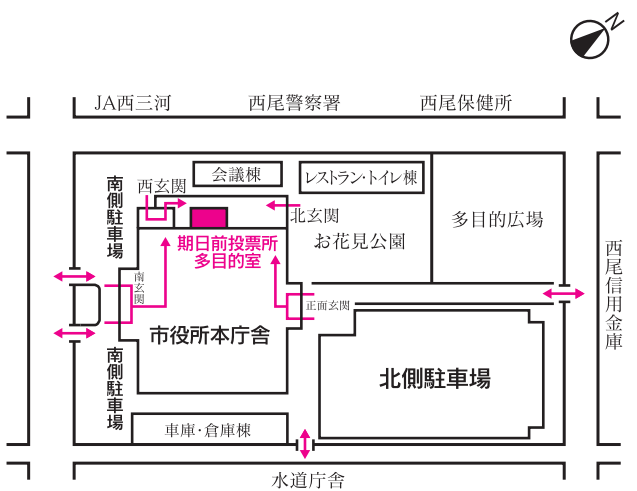 N
JA西三河
西尾警察署
西尾保健所
南側駐車場
西玄関
会議棟
レストラン・トイレ棟
北玄関
お花見公園
多目的広場
期日前投票所
多目的室
南玄関
正面玄関
市役所本庁舎
西尾信用金庫
南側駐車場
北側駐車場
車庫・倉庫棟
水道庁舎